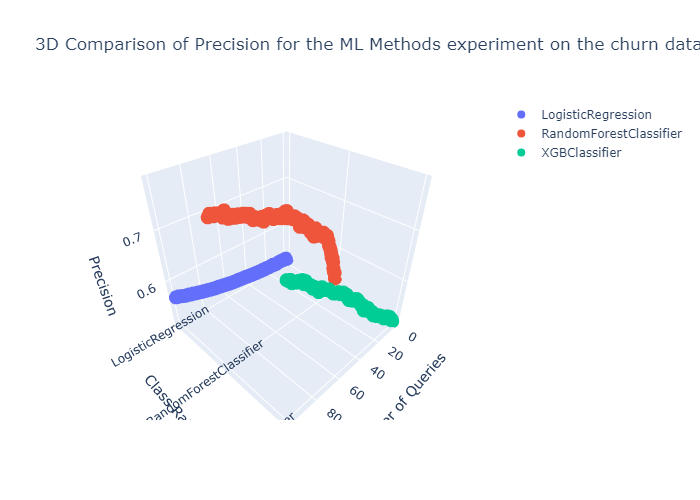 3D Comparison of Precision for the ML Methods experiment on the churn data
LogisticRegression
RandomForestClassifier
XGBClassifier
0.7
0.6
Precision
LogisticRegression
RandomForestClassifier
0
20
40
60
80
of Queries